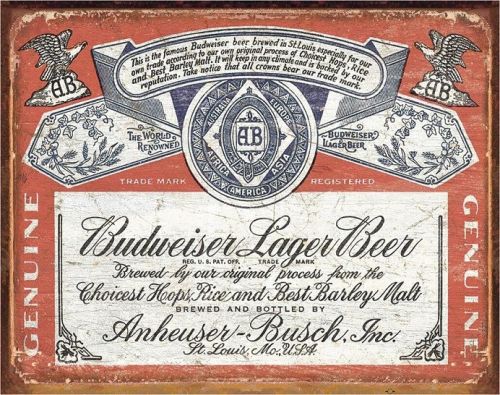 This is the famous Budweiser beer brewed in St.Louis especially for our
own trade according to our own original process of Choicest Hops, Rice
and Best Barley Malt. It will keep in any climate and is backed by our
reputation. Take notice that all crowns bear our trade mark.
AB
AB
THE WORLD
RENOWNED
EUROPE
AFRICA
AB
ASIA
AMERICA
BUDWEISER
LAGER BEER
TRADE MARK
REGISTERED
GENUINE
GENUINE
Budweiser Lager Beer
REG. U. S. PAT. OFF. TRADE MARK
Brewed by our original process from the
Choicest Hops, Rice and Best Barley Malt
BREWED AND BOTTLED BY
Anheuser-Busch, Inc.
St. Louis, Mo. U.S.A.